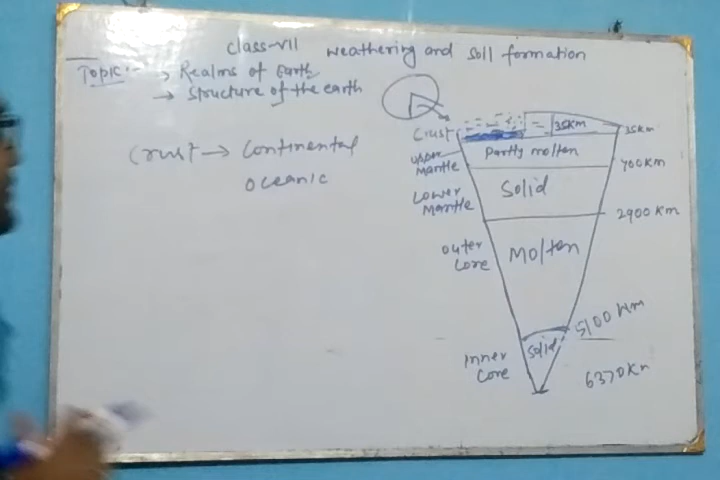 Class-VII weathering and soil formation
Topic:- → Realms of Earth
→ Structure of the earth
Crust → Continental
Oceanic
Crust 35Km 35Km
upper Mantle Partly molten 700KM
Lower Mantle Solid 2900 KM
outer Core Molten 5100 KM
Inner Core Solid 6370 Km